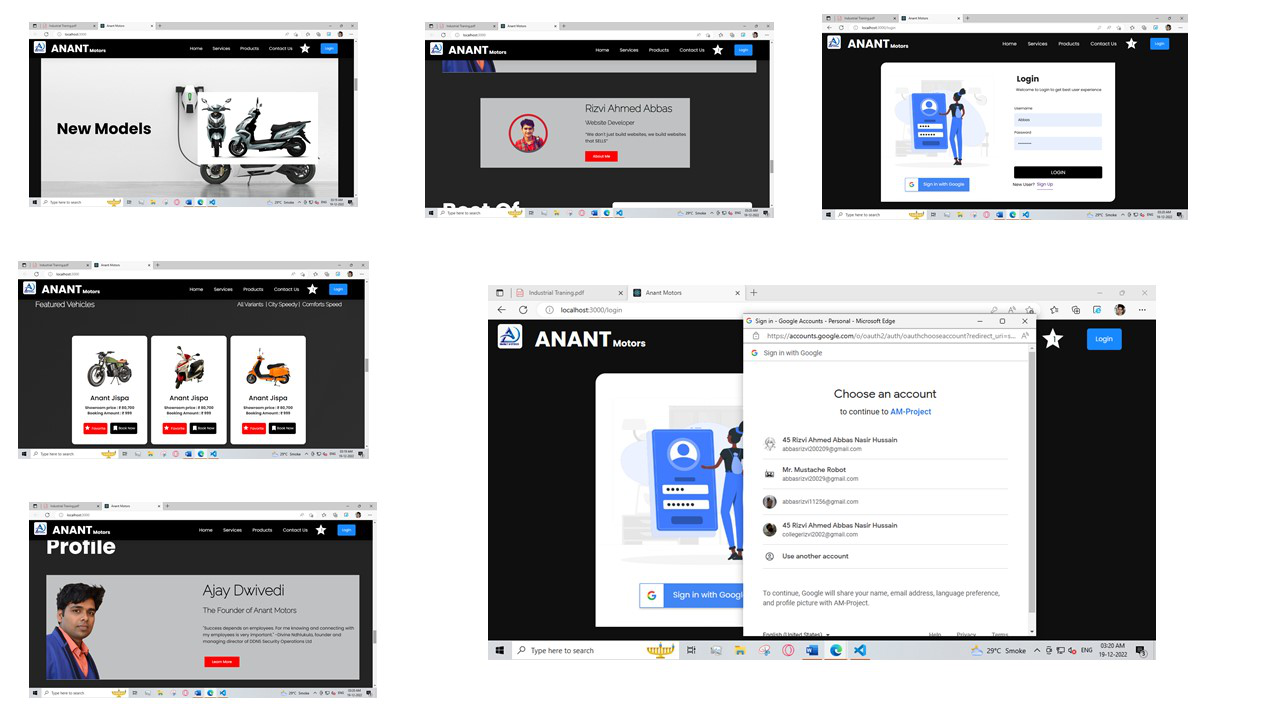 Industrial Training.pdf
Anant Motors
localhost:3000
ANANT Motors
Home Services Products Contact Us
Login
New Models
Type here to search
29°C Smoke
ENG
Industrial Training.pdf
Anant Motors
localhost:3000
ANANT Motors
Home Services Products Contact Us
Login
Rizvi Ahmed Abbas
Website Developer
"We don't just build websites, we build websites
that SELLS"
About Me
Best Of
Type here to search
29°C Smoke
ENG
Industrial Training.pdf
Anant Motors
localhost:3000/login
ANANT Motors
Home Services Products Contact Us
Login
Login
Welcome to Login to get best user experience
Username
Abbas
Password
LOGIN
New User? Sign Up
Sign in with Google
Type here to search
29°C Smoke
ENG
Industrial Training.pdf
Anant Motors
localhost:3000
ANANT Motors
Home Services Products Contact Us
Login
Featured Vehicles
All Variants | City Speedy | Comforts Speed
Anant Jispa
Showroom price : ₹ 60,700
Booking Amount : ₹ 999
Favorite Book Now
Anant Jispa
Showroom price : ₹ 60,700
Booking Amount : ₹ 999
Favorite Book Now
Anant Jispa
Showroom price : ₹ 60,700
Booking Amount : ₹ 999
Favorite Book Now
Type here to search
29°C Smoke
ENG
Industrial Traning.pdf
Anant Motors
localhost:3000/login
ANANT Motors
Login
Sign in with Googl
Sign in - Google Accounts - Personal - Microsoft Edge
https://accounts.google.com/o/oauth2/auth/oauthchooseaccount?redirect_uri=s...
Sign in with Google
Choose an account
to continue to AM-Project
45 Rizvi Ahmed Abbas Nasir Hussain
abbasrizvi200209@gmail.com
Mr. Mustache Robot
abbasrizvi20029@gmail.com
abbasrizvi11256@gmail.com
45 Rizvi Ahmed Abbas Nasir Hussain
collegerizvi2002@gmail.com
Use another account
To continue, Google will share your name, email address, language preference,
and profile picture with AM-Project.
English (United States) Help Privacy Terms
Type here to search
29°C Smoke
ENG
03:20 AM
19-12-2022
Industrial Training.pdf
Anant Motors
localhost:3000
ANANT Motors
Home Services Products Contact Us
Login
Profile
Ajay Dwivedi
The Founder of Anant Motors
"Success depends on employees. For me knowing and connecting with
my employees is very important." -Divine Ndhlukula, founder and
managing director of DDNS Security Operations Ltd
Learn More
Type here to search
29°C Smoke
ENG